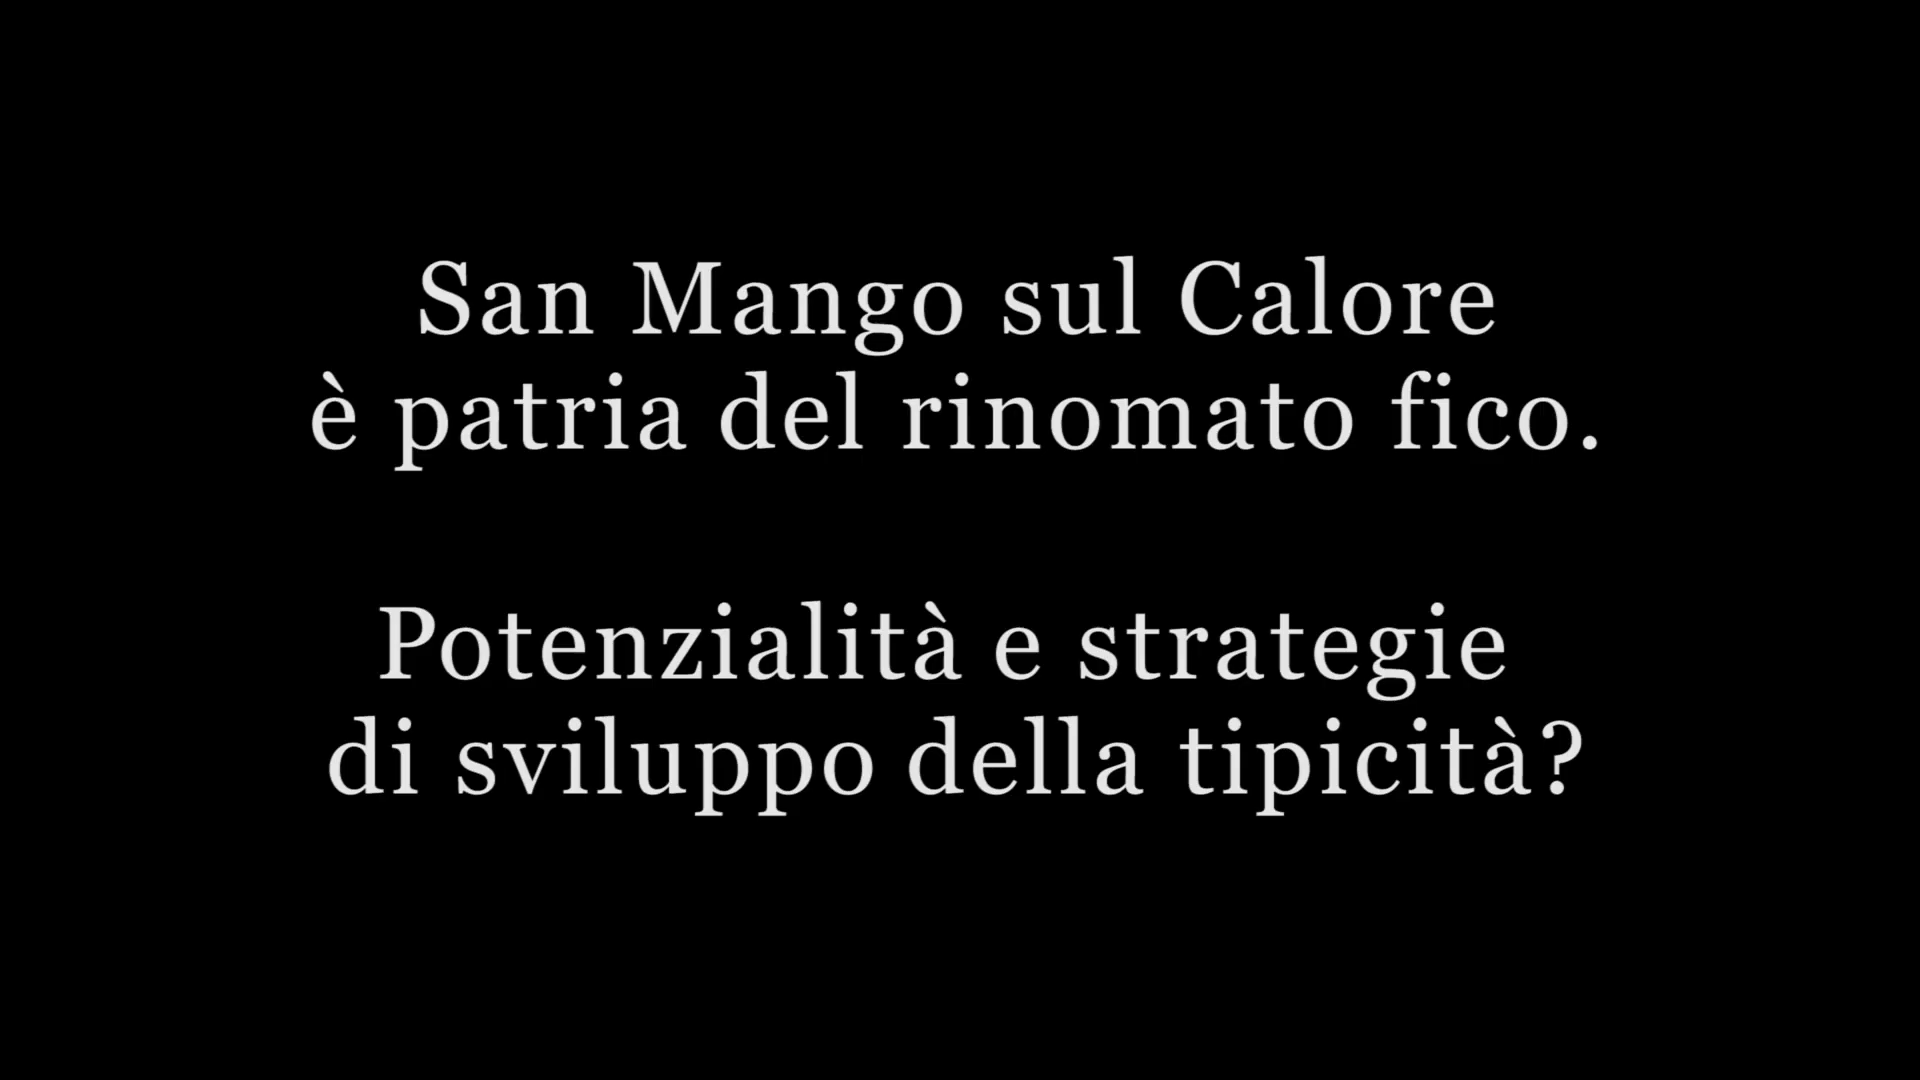 San Mango sul Calore
è patria del rinomato fico.
Potenzialità e strategie
di sviluppo della tipicità?